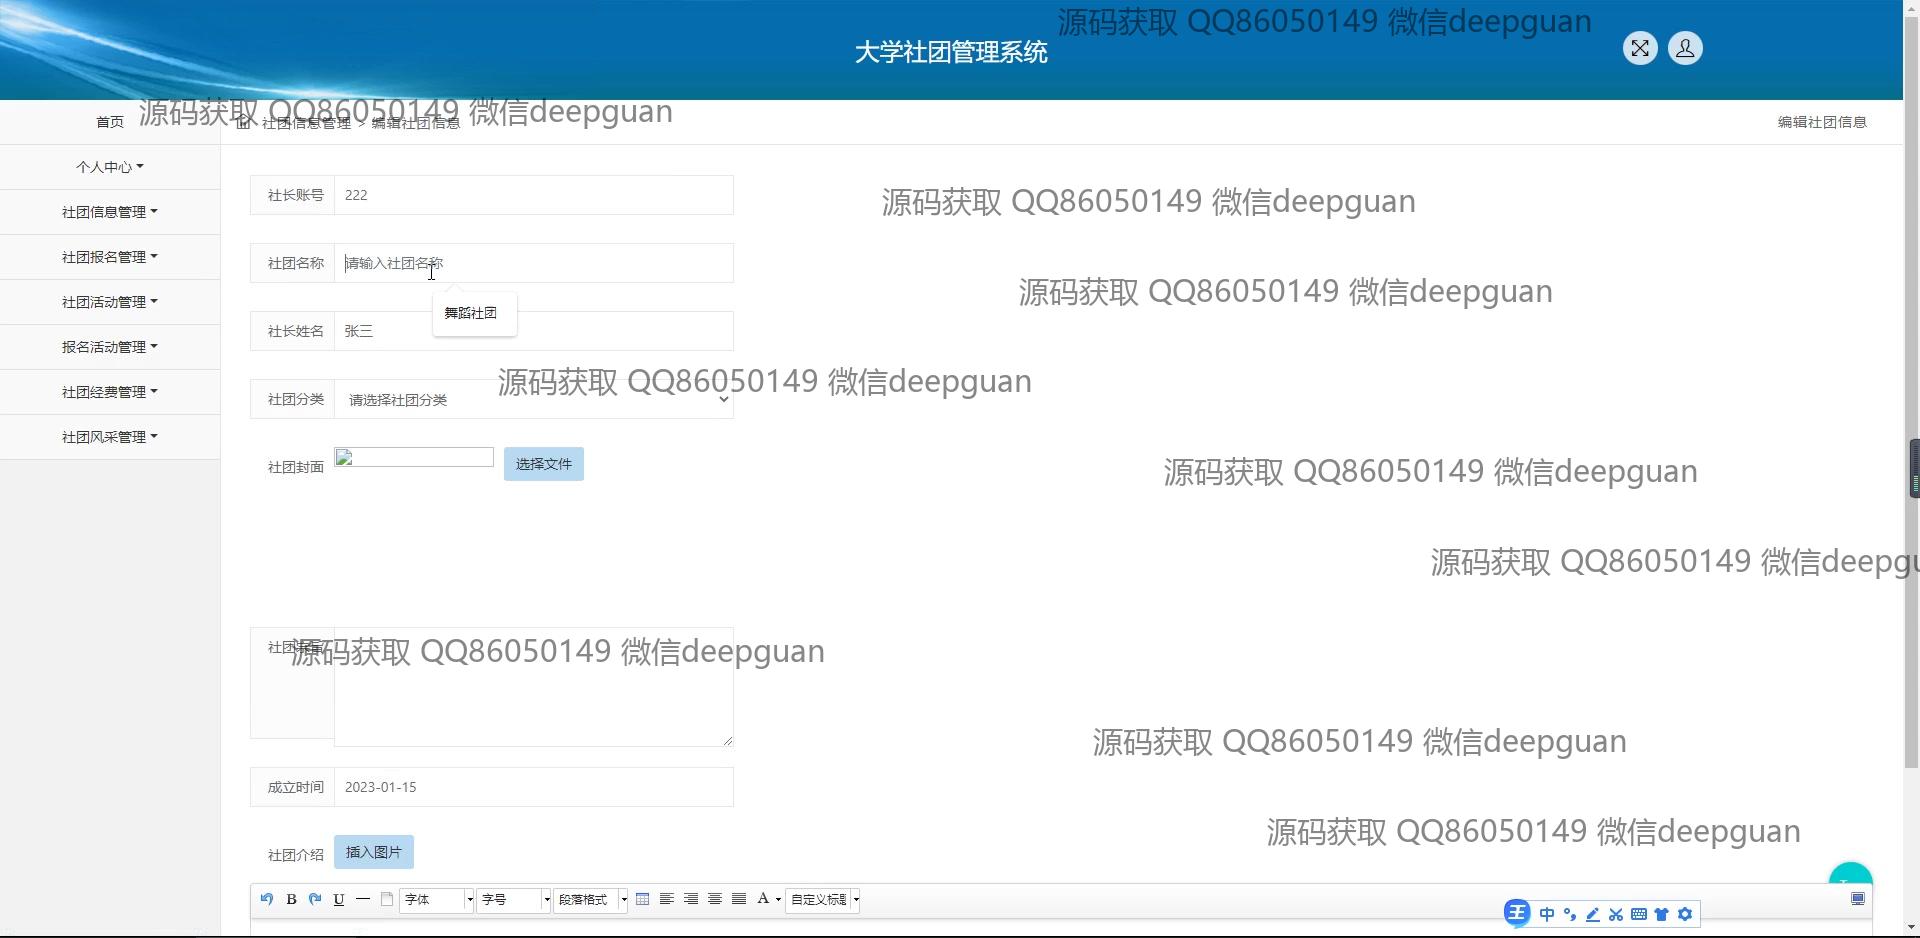 源码获取 QQ86050149 微信deepguan
大学社团管理系统
源码获取 QQ86050149 微信deepguan
首页
社团信息管理 > 编辑社团信息
编辑社团信息
个人中心
社团信息管理
社团报名管理
社团活动管理
报名活动管理
社团经费管理
社团风采管理
社长账号 222
源码获取 QQ86050149 微信deepguan
社团名称 请输入社团名称
源码获取 QQ86050149 微信deepguan
舞蹈社团
社长姓名 张三
源码获取 QQ86050149 微信deepguan
社团分类 请选择社团分类
社团封面 选择文件
源码获取 QQ86050149 微信deepguan
源码获取 QQ86050149 微信deepgu
社团
源码获取 QQ86050149 微信deepguan
源码获取 QQ86050149 微信deepguan
成立时间 2023-01-15
源码获取 QQ86050149 微信deepguan
社团介绍 插入图片
B U 字体 字号 段落格式 A 自定义标题
王 中